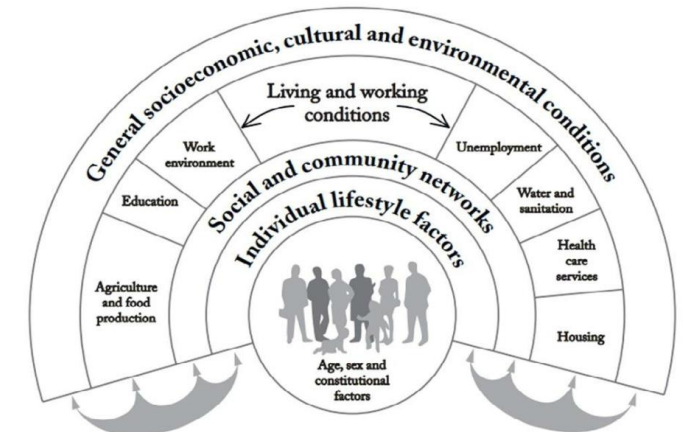 General socioeconomic, cultural and environmental conditions
Living and working
conditions
Work
environment
Unemployment
Education
Water and
sanitation
Agriculture
and food
production
Health
care
services
Housing
Social and community networks
Individual lifestyle factors
Age, sex and
constitutional
factors